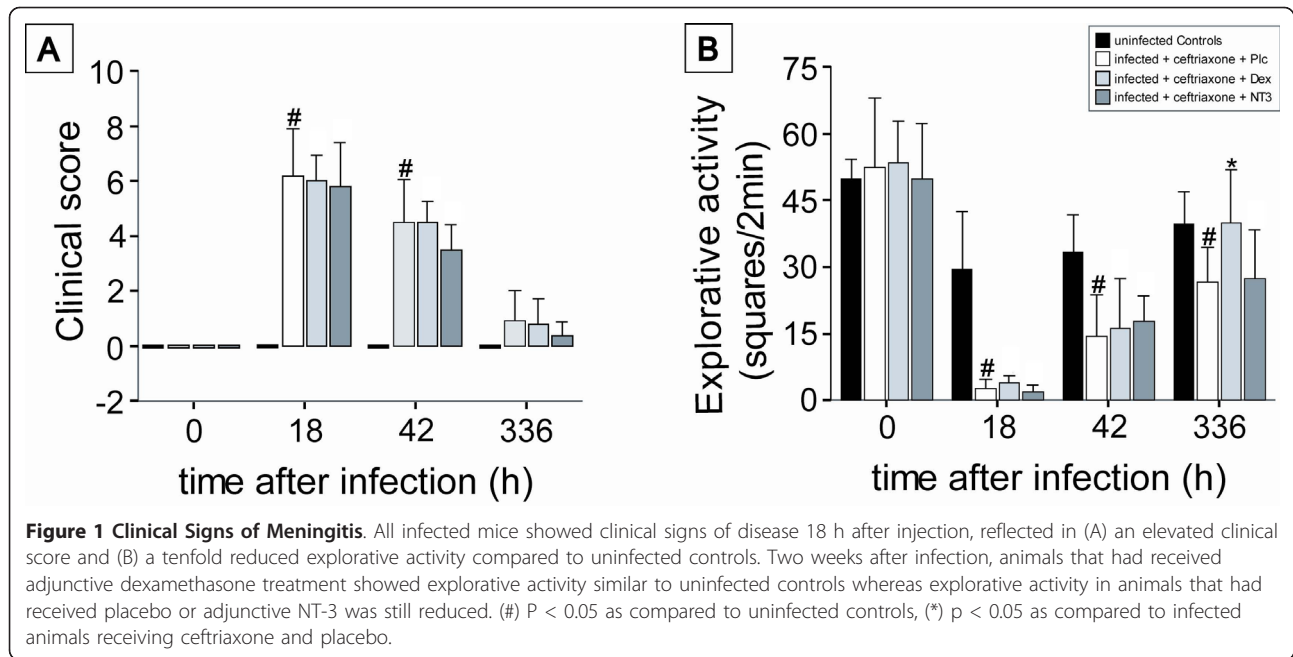 A
10
8
6
4
2
0
-2
Clinical score
#
#
0 18 42 336
time after infection (h)
B
75
60
45
30
15
0
Explorative activity
(squares/2min)
uninfected Controls
infected + ceftriaxone + Plc
infected + ceftriaxone + Dex
infected + ceftriaxone + NT3
#
#
#
*
0 18 42 336
time after infection (h)
Figure 1 Clinical Signs of Meningitis. All infected mice showed clinical signs of disease 18 h after injection, reflected in (A) an elevated clinical
score and (B) a tenfold reduced explorative activity compared to uninfected controls. Two weeks after infection, animals that had received
adjunctive dexamethasone treatment showed explorative activity similar to uninfected controls whereas explorative activity in animals that had
received placebo or adjunctive NT-3 was still reduced. (#) P < 0.05 as compared to uninfected controls, (*) p < 0.05 as compared to infected
animals receiving ceftriaxone and placebo.